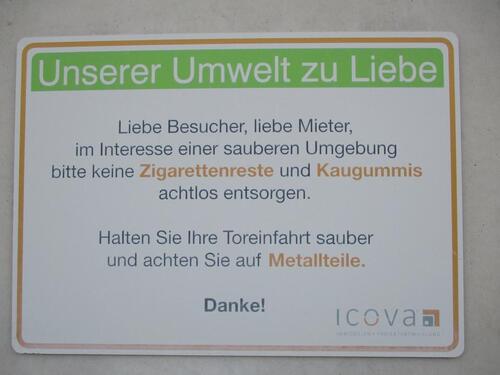 Unserer Umwelt zu Liebe
Liebe Besucher, liebe Mieter,
im Interesse einer sauberen Umgebung
bitte keine Zigarettenreste und Kaugummis
achtlos entsorgen.
Halten Sie Ihre Toreinfahrt sauber
und achten Sie auf Metallteile.
Danke!
ICOVA